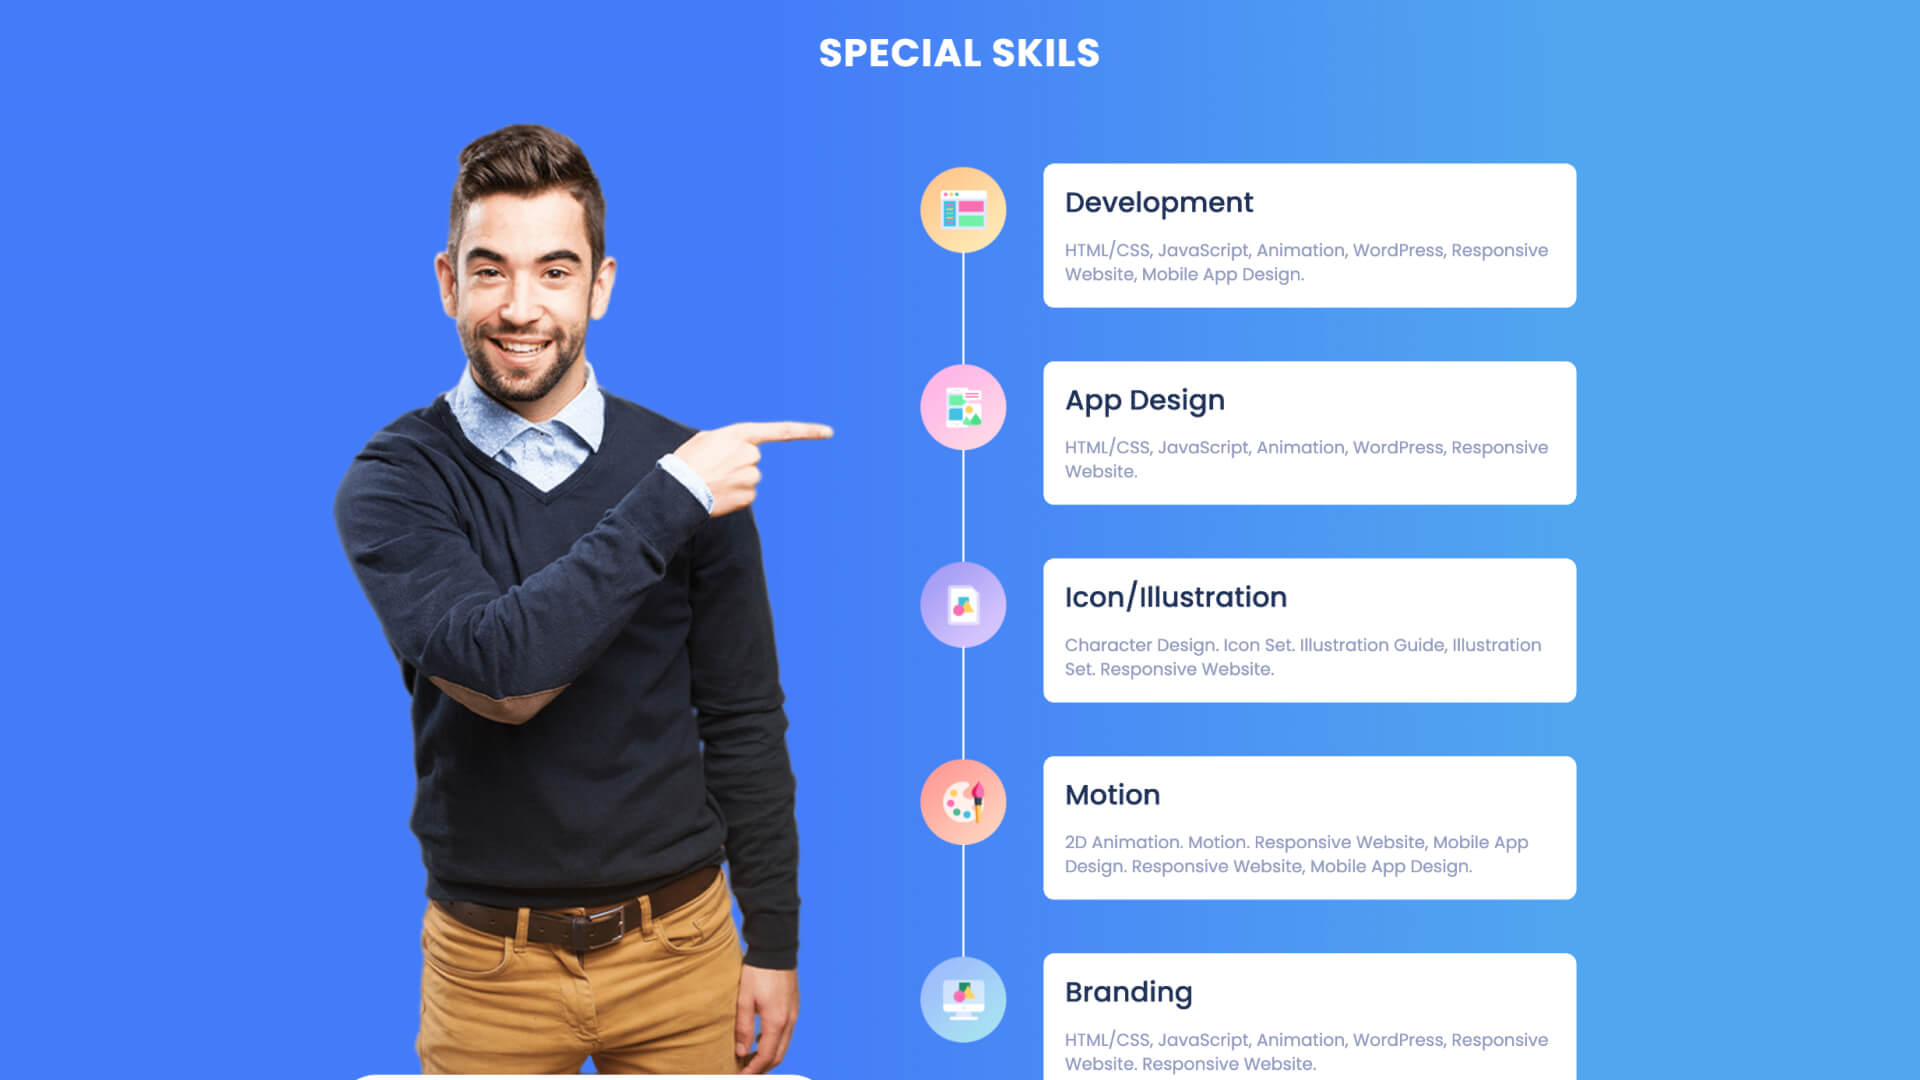 SPECIAL SKILS
Development
HTML/CSS, JavaScript, Animation, WordPress, Responsive
Website, Mobile App Design.
App Design
HTML/CSS, JavaScript, Animation, WordPress, Responsive
Website.
Icon/Illustration
Character Design. Icon Set. Illustration Guide, Illustration
Set. Responsive Website.
Motion
2D Animation. Motion. Responsive Website, Mobile App
Design. Responsive Website, Mobile App Design.
Branding
HTML/CSS, JavaScript, Animation, WordPress, Responsive
Website. Responsive Website.